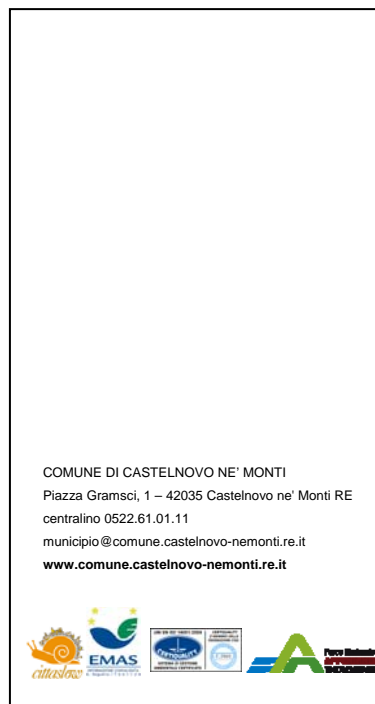 COMUNE DI CASTELNOVO NE' MONTI
Piazza Gramsci, 1 – 42035 Castelnovo ne' Monti RE
centralino 0522.61.01.11
municipio@comune.castelnovo-nemonti.re.it
www.comune.castelnovo-nemonti.re.it
cittaslow
EMAS
CERTIQUALITY